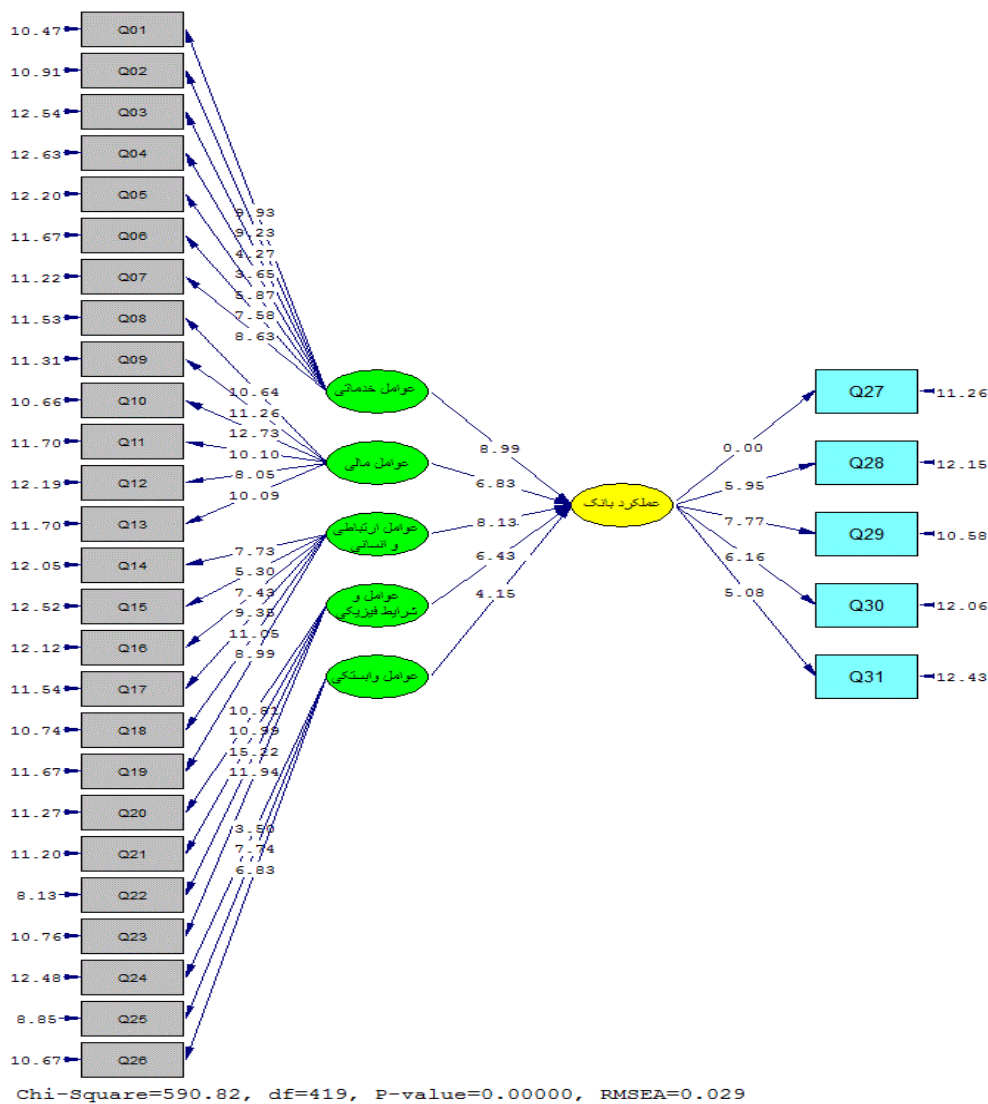 10.47
Q01
10.91
Q02
12.54
Q03
12.63
Q04
12.20
Q05
11.67
Q06
11.22
Q07
11.53
Q08
11.31
Q09
10.66
Q10
11.70
Q11
12.19
Q12
11.70
Q13
12.05
Q14
12.52
Q15
12.12
Q16
11.54
Q17
10.74
Q18
11.67
Q19
11.27
Q20
11.20
Q21
8.13
Q22
10.76
Q23
12.48
Q24
8.85
Q25
10.67
Q26
9.93
9.23
4.27
3.65
5.87
7.58
8.63
10.64
11.26
12.73
10.10
8.05
10.09
7.73
5.30
7.43
9.35
11.05
8.99
10.81
10.99
15.22
11.94
3.50
7.74
6.83
عوامل خدماتی
عوامل مالی
عوامل ارتباطی
و انسانی
عوامل و
شرایط فیزیکی
عوامل وابستگی
8.99
6.83
8.13
6.43
4.15
عملکرد بانک
0.00
5.95
7.77
6.16
5.08
Q27
11.26
Q28
12.15
Q29
10.58
Q30
12.06
Q31
12.43
Chi-Square=590.82, df=419, P-value=0.00000, RMSEA=0.029